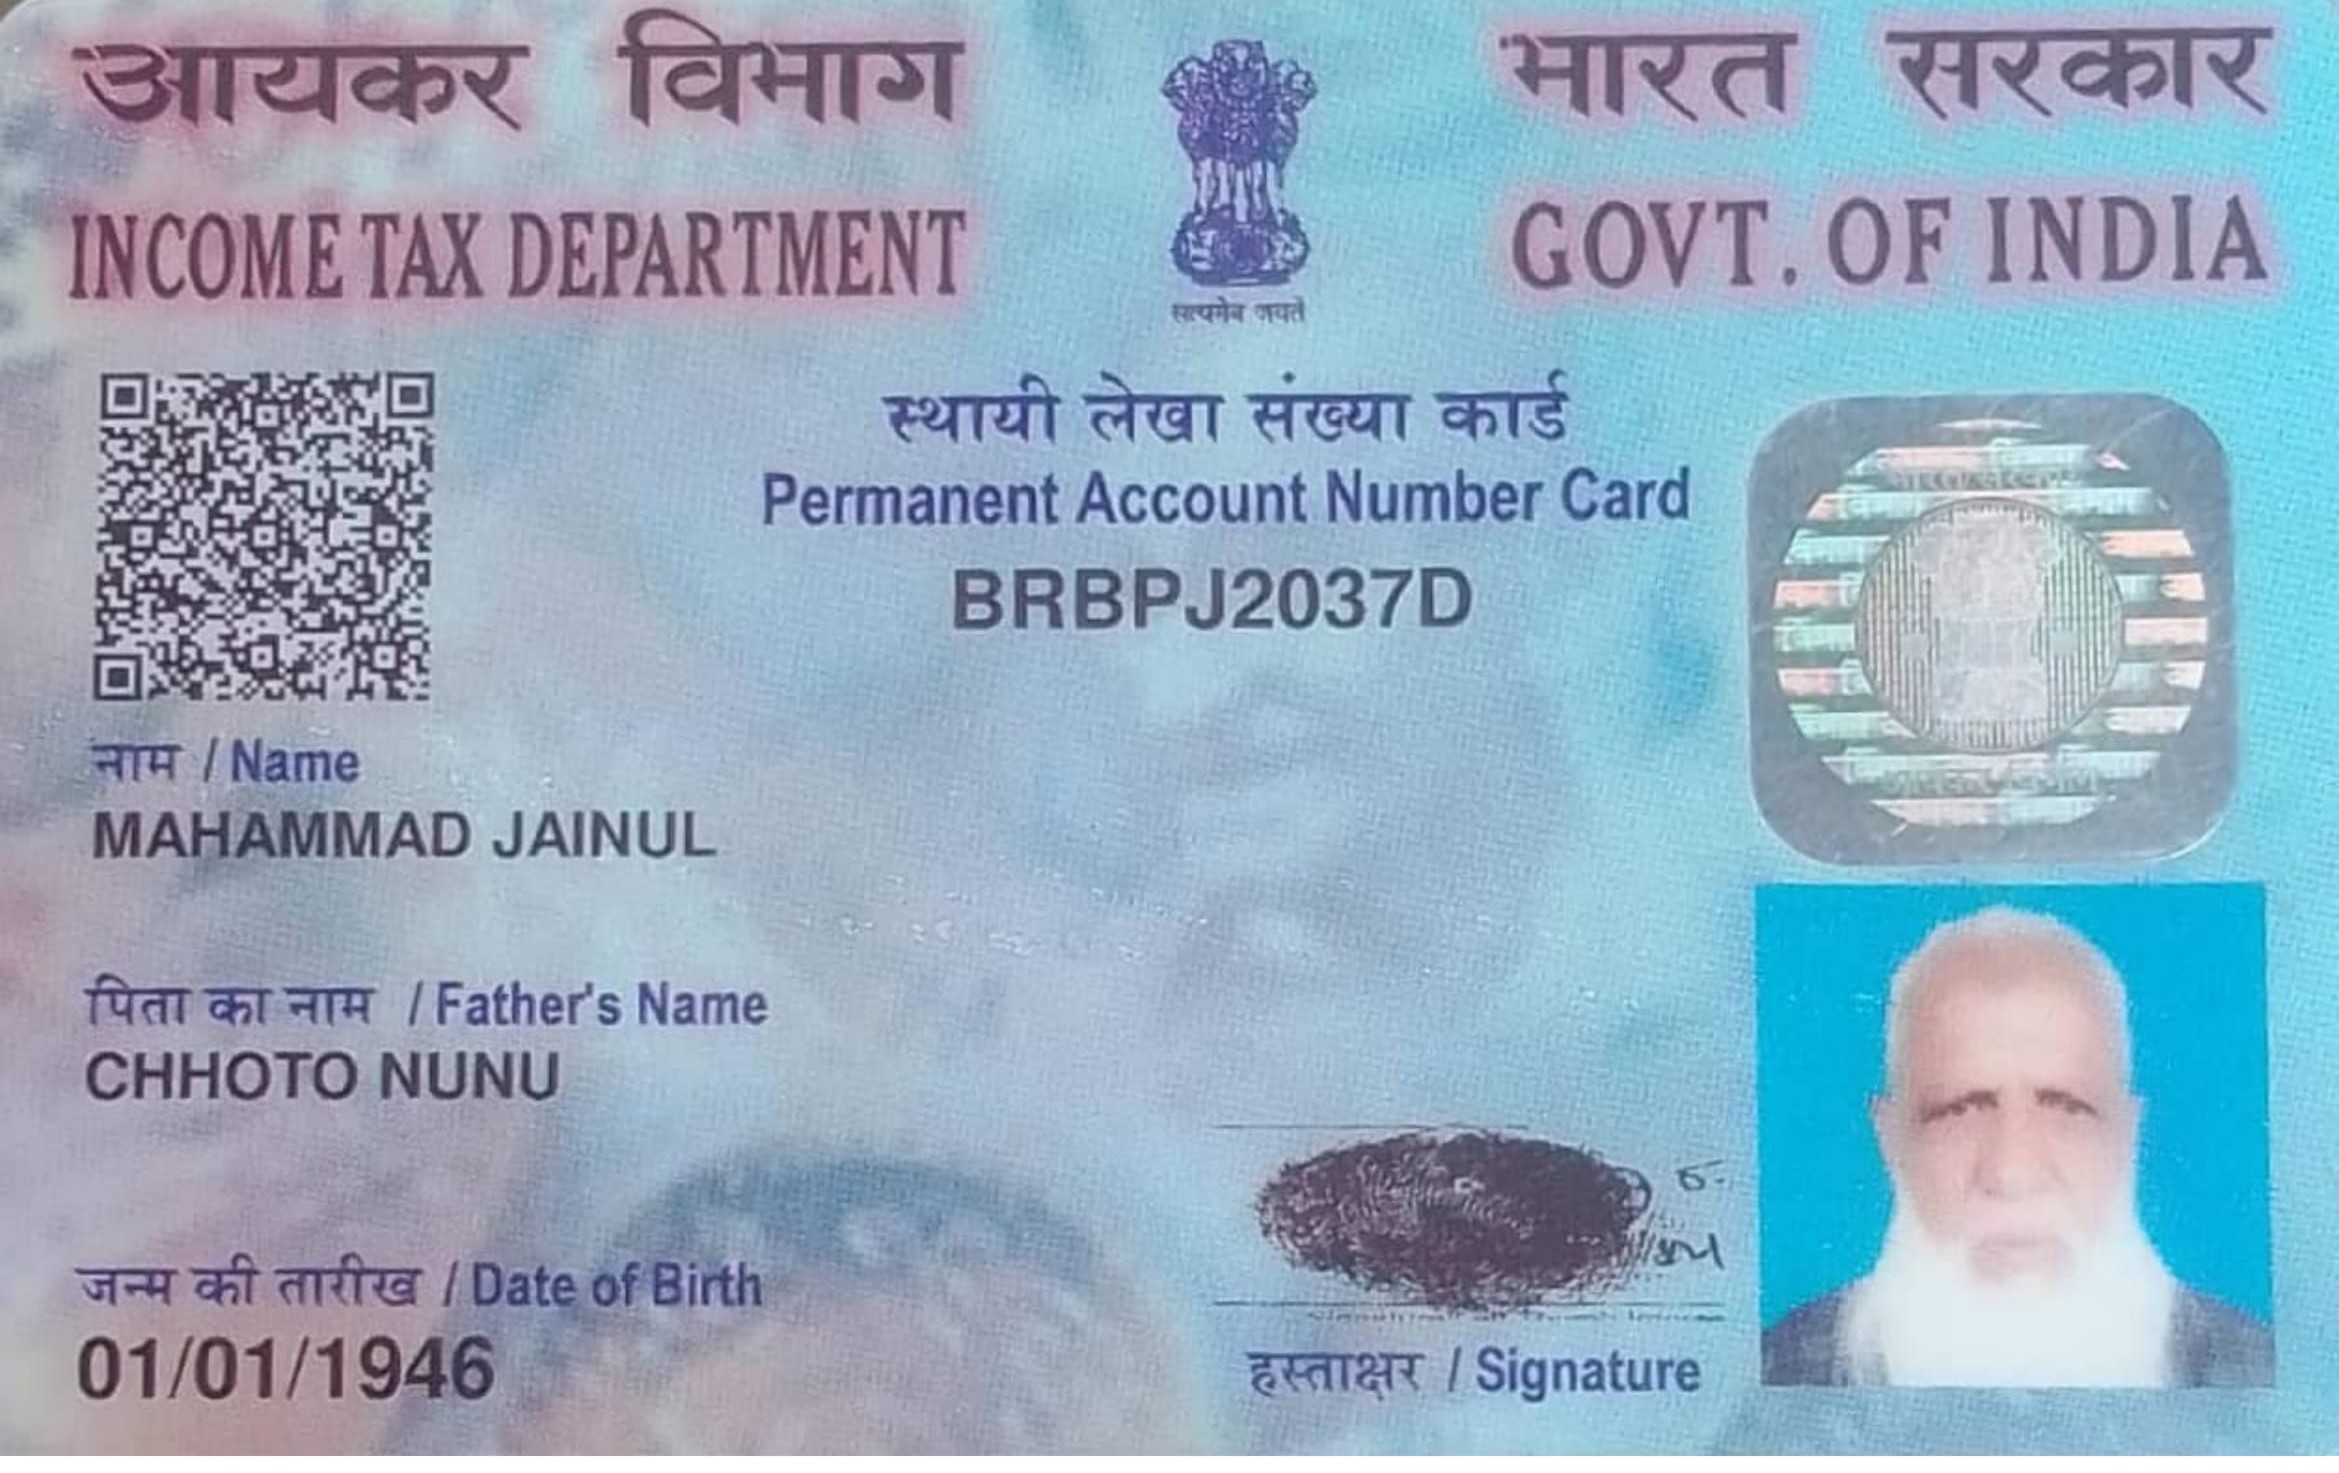 आयकर विभाग
INCOME TAX DEPARTMENT
सत्यमेव जयते
भारत सरकार
GOVT. OF INDIA
स्थायी लेखा संख्या कार्ड
Permanent Account Number Card
BRBPJ2037D
नाम / Name
MAHAMMAD JAINUL
पिता का नाम / Father's Name
CHHOTO NUNU
जन्म की तारीख / Date of Birth
01/01/1946
हस्ताक्षर / Signature